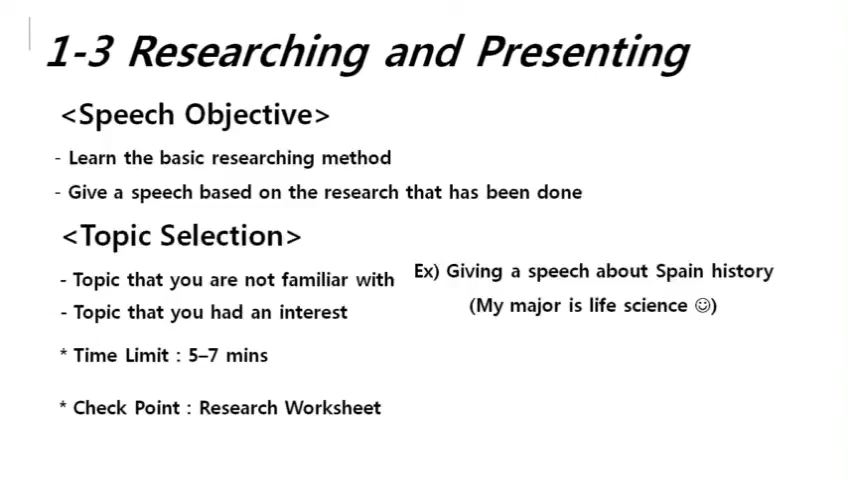 1-3 Researching and Presenting
<Speech Objective>
- Learn the basic researching method
- Give a speech based on the research that has been done
<Topic Selection>
- Topic that you are not familiar with
Ex) Giving a speech about Spain history
- Topic that you had an interest
(My major is life science ☺)
* Time Limit : 5–7 mins
* Check Point : Research Worksheet